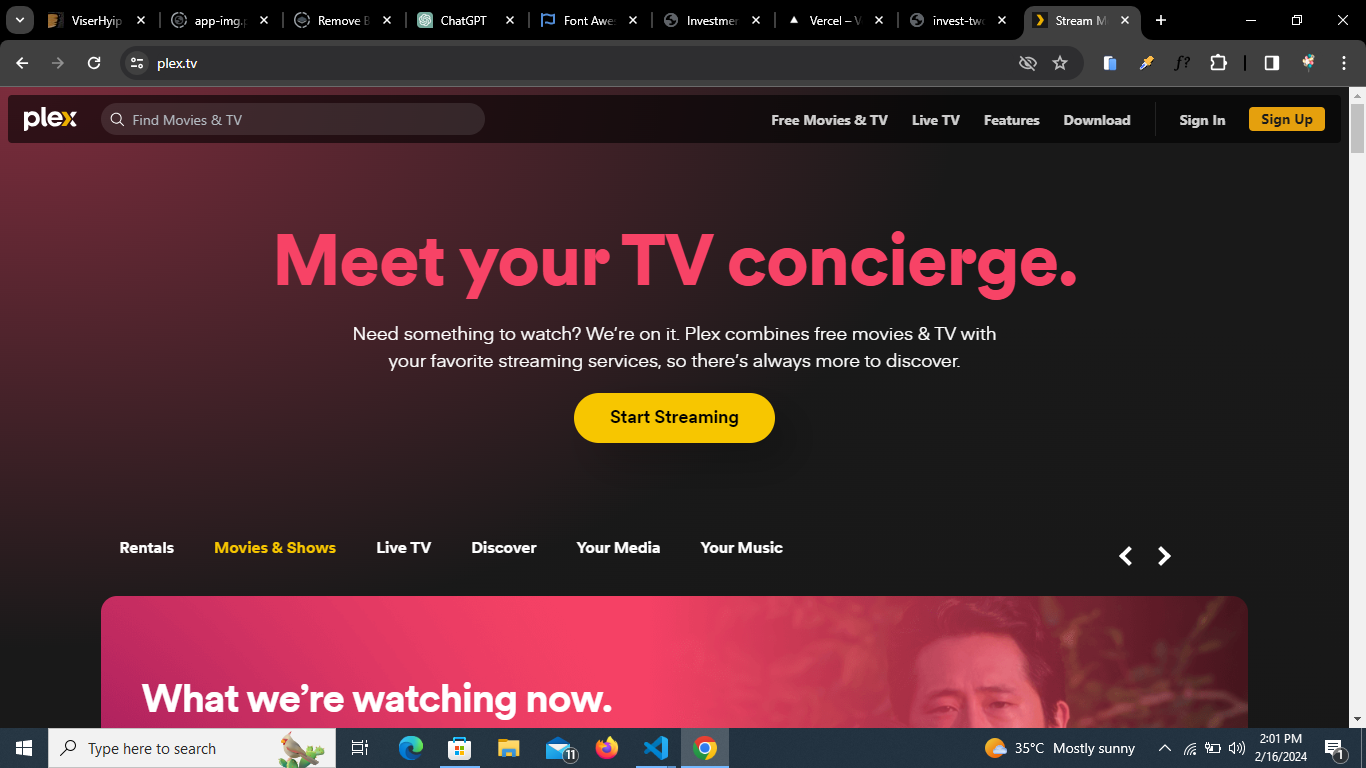 ViserHyip
app-img.p
Remove B
ChatGPT
Font Awe
Investmen
Vercel – V
invest-tw
Stream M
plex.tv
plex
Find Movies & TV
Free Movies & TV
Live TV
Features
Download
Sign In
Sign Up
Meet your TV concierge.
Need something to watch? We’re on it. Plex combines free movies & TV with
your favorite streaming services, so there’s always more to discover.
Start Streaming
Rentals
Movies & Shows
Live TV
Discover
Your Media
Your Music
What we’re watching now.
Type here to search
11
35°C Mostly sunny
2:01 PM
2/16/2024
1